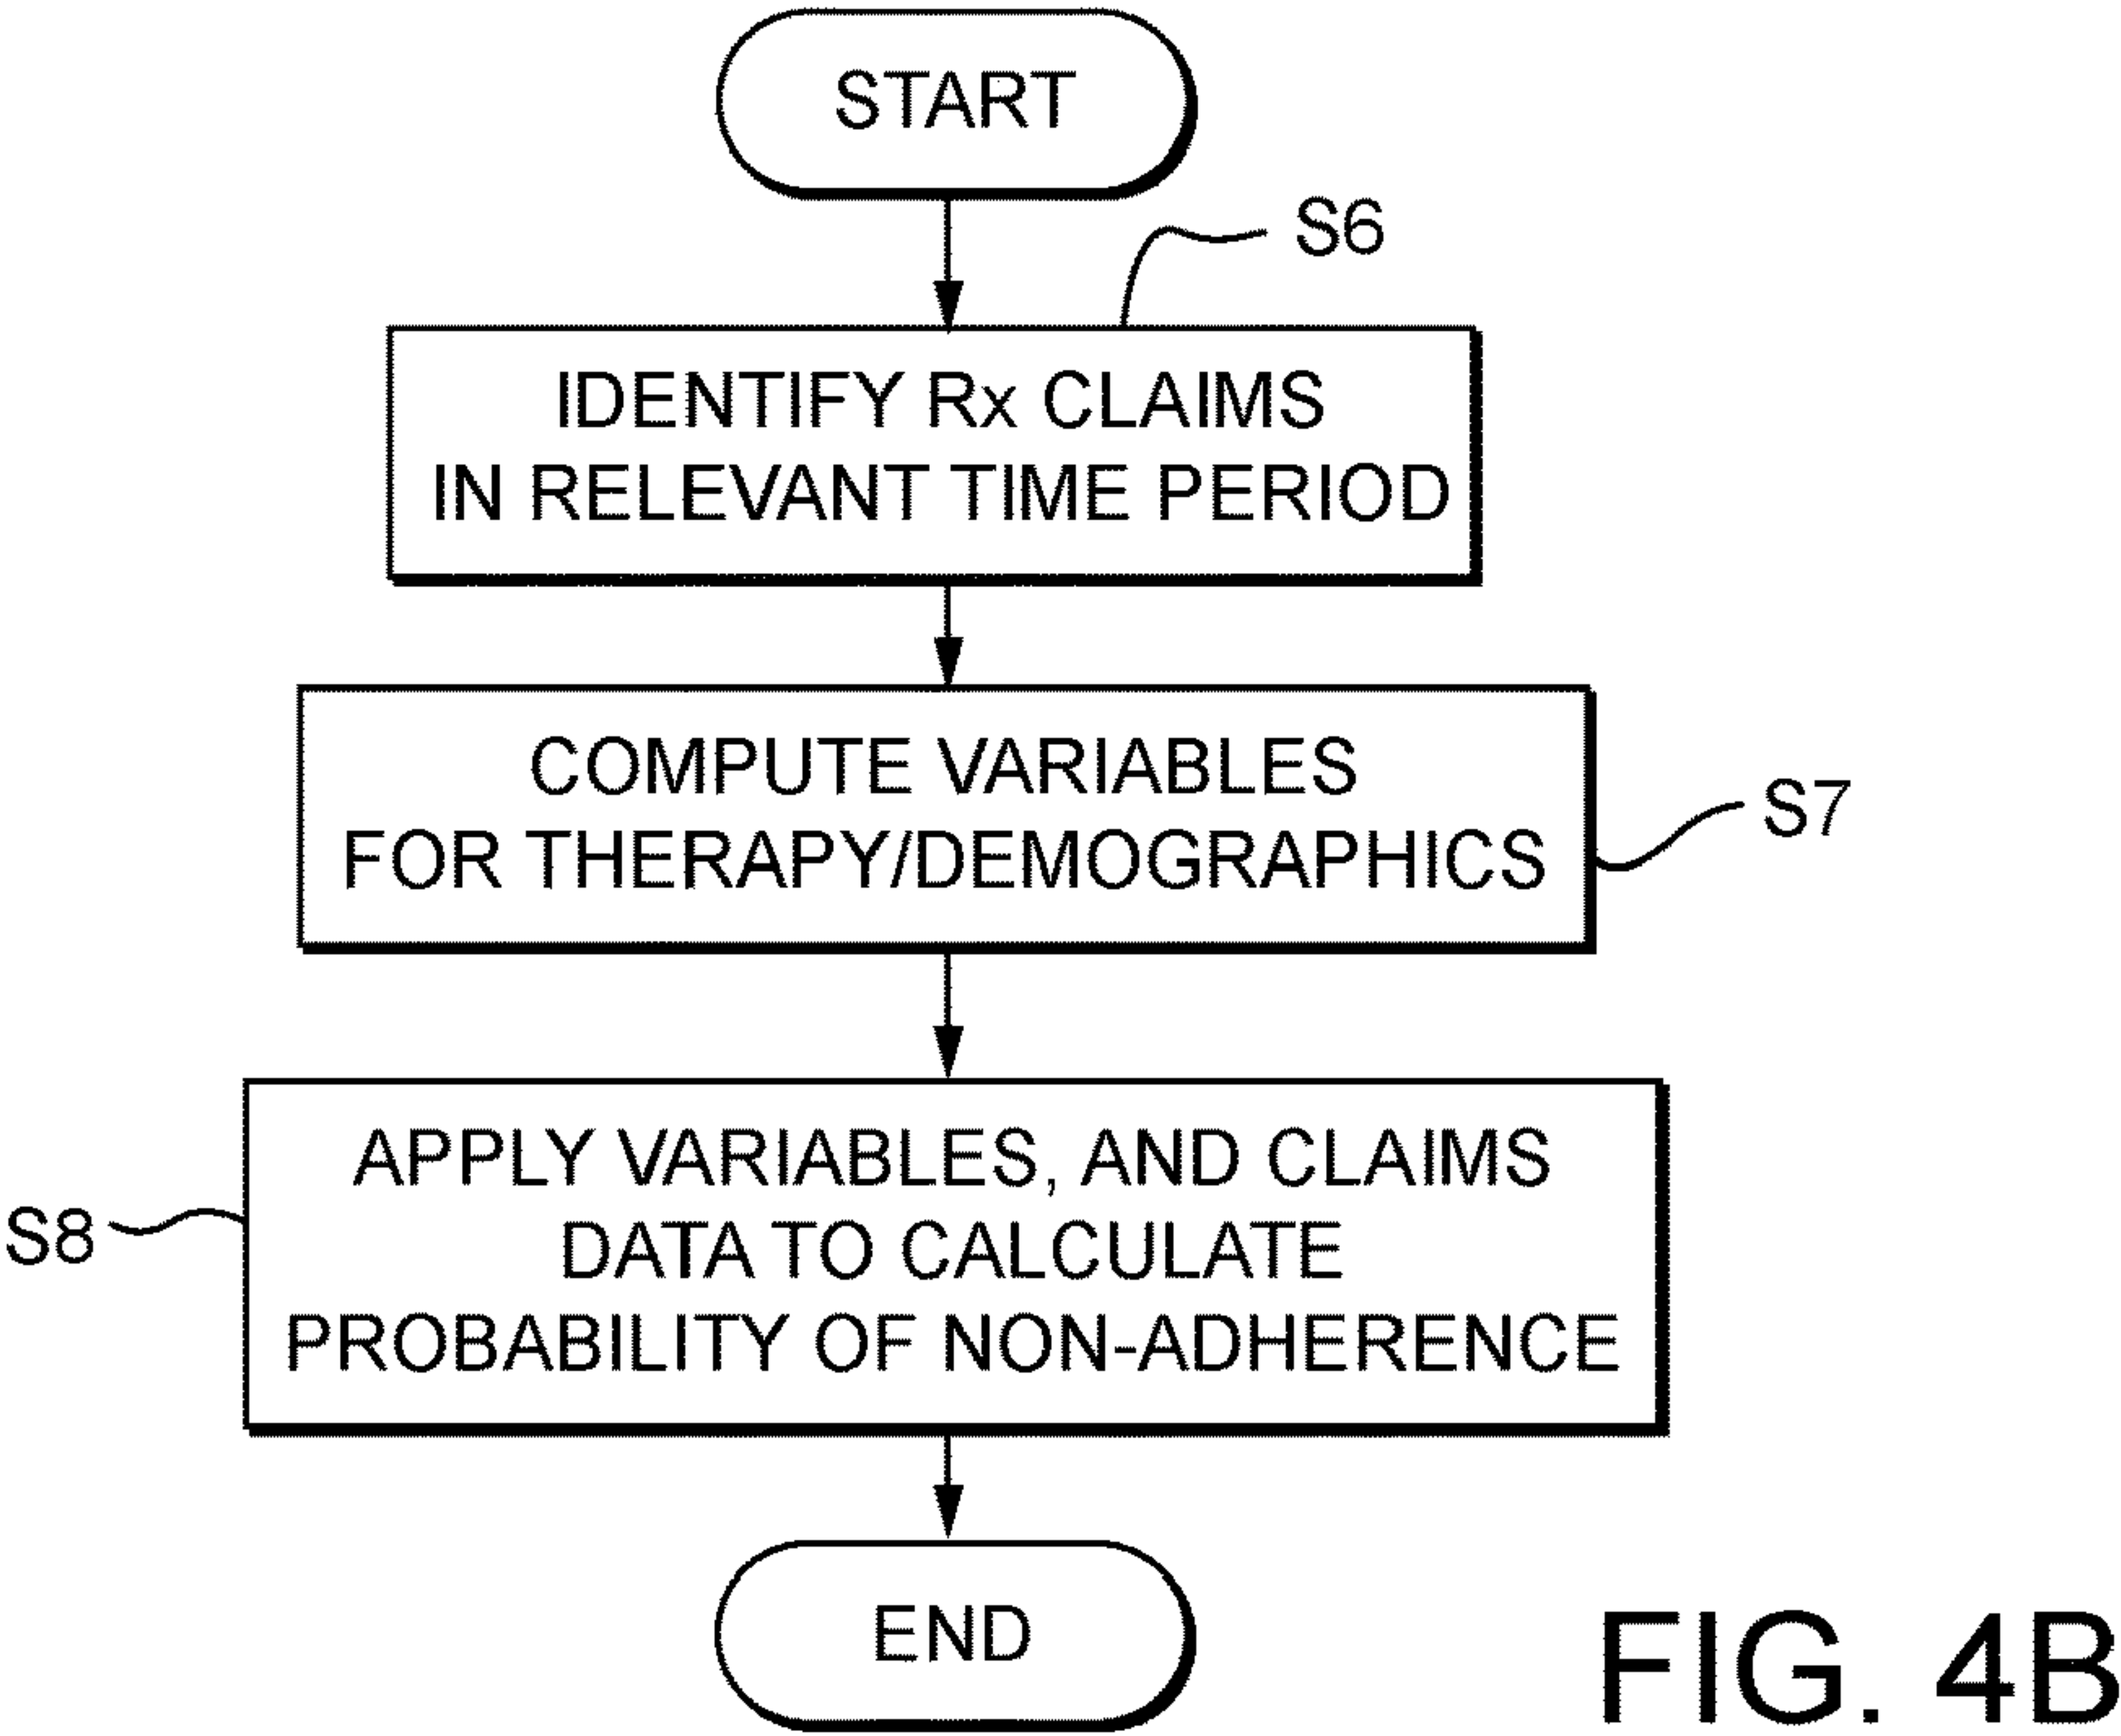 START
S6
IDENTIFY Rx CLAIMS
IN RELEVANT TIME PERIOD
COMPUTE VARIABLES
FOR THERAPY/DEMOGRAPHICS
S7
APPLY VARIABLES, AND CLAIMS
DATA TO CALCULATE
PROBABILITY OF NON-ADHERENCE
S8
END
FIG. 4B